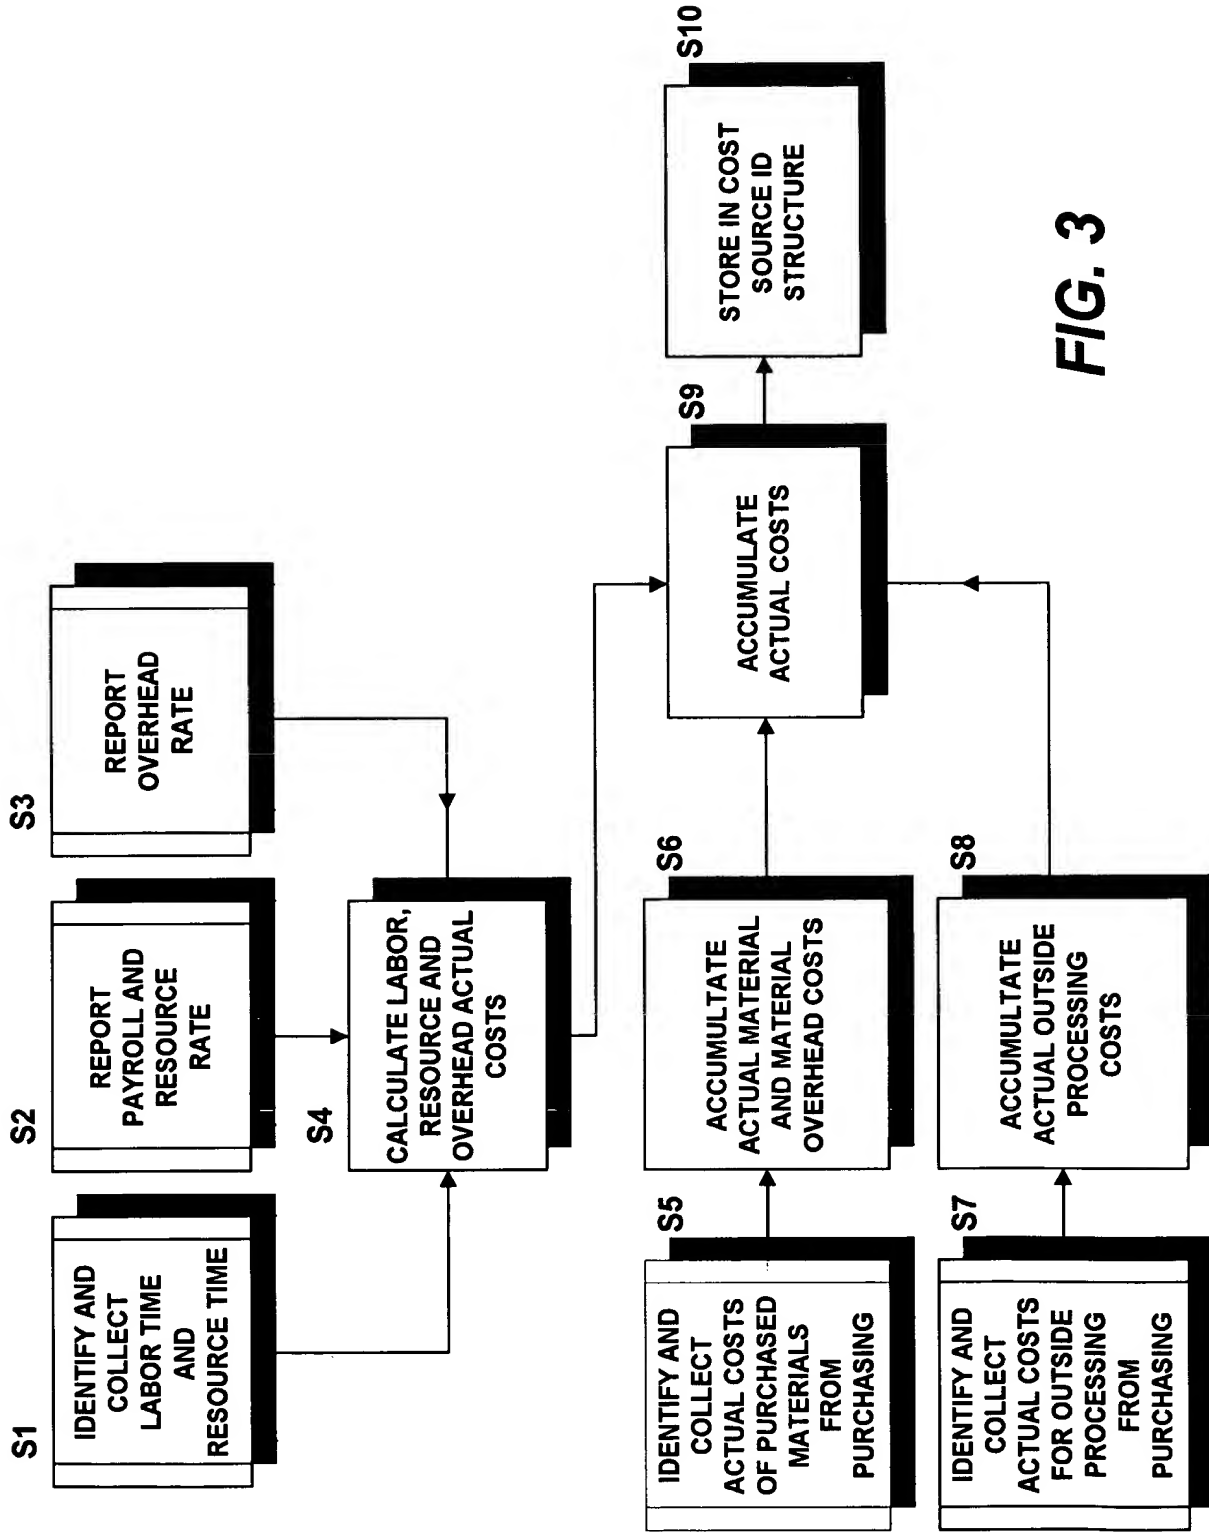 S1
IDENTIFY AND
COLLECT
LABOR TIME
AND
RESOURCE TIME
S2
REPORT
PAYROLL AND
RESOURCE
RATE
S3
REPORT
OVERHEAD
RATE
S4
CALCULATE LABOR,
RESOURCE AND
OVERHEAD ACTUAL
COSTS
S5
IDENTIFY AND
COLLECT
ACTUAL COSTS
OF PURCHASED
MATERIALS
FROM
PURCHASING
S6
ACCUMULTATE
ACTUAL MATERIAL
AND MATERIAL
OVERHEAD COSTS
S7
IDENTIFY AND
COLLECT
ACTUAL COSTS
FOR OUTSIDE
PROCESSING
FROM
PURCHASING
S8
ACCUMULTATE
ACTUAL OUTSIDE
PROCESSING
COSTS
S9
ACCUMULATE
ACTUAL COSTS
S10
STORE IN COST
SOURCE ID
STRUCTURE
FIG. 3